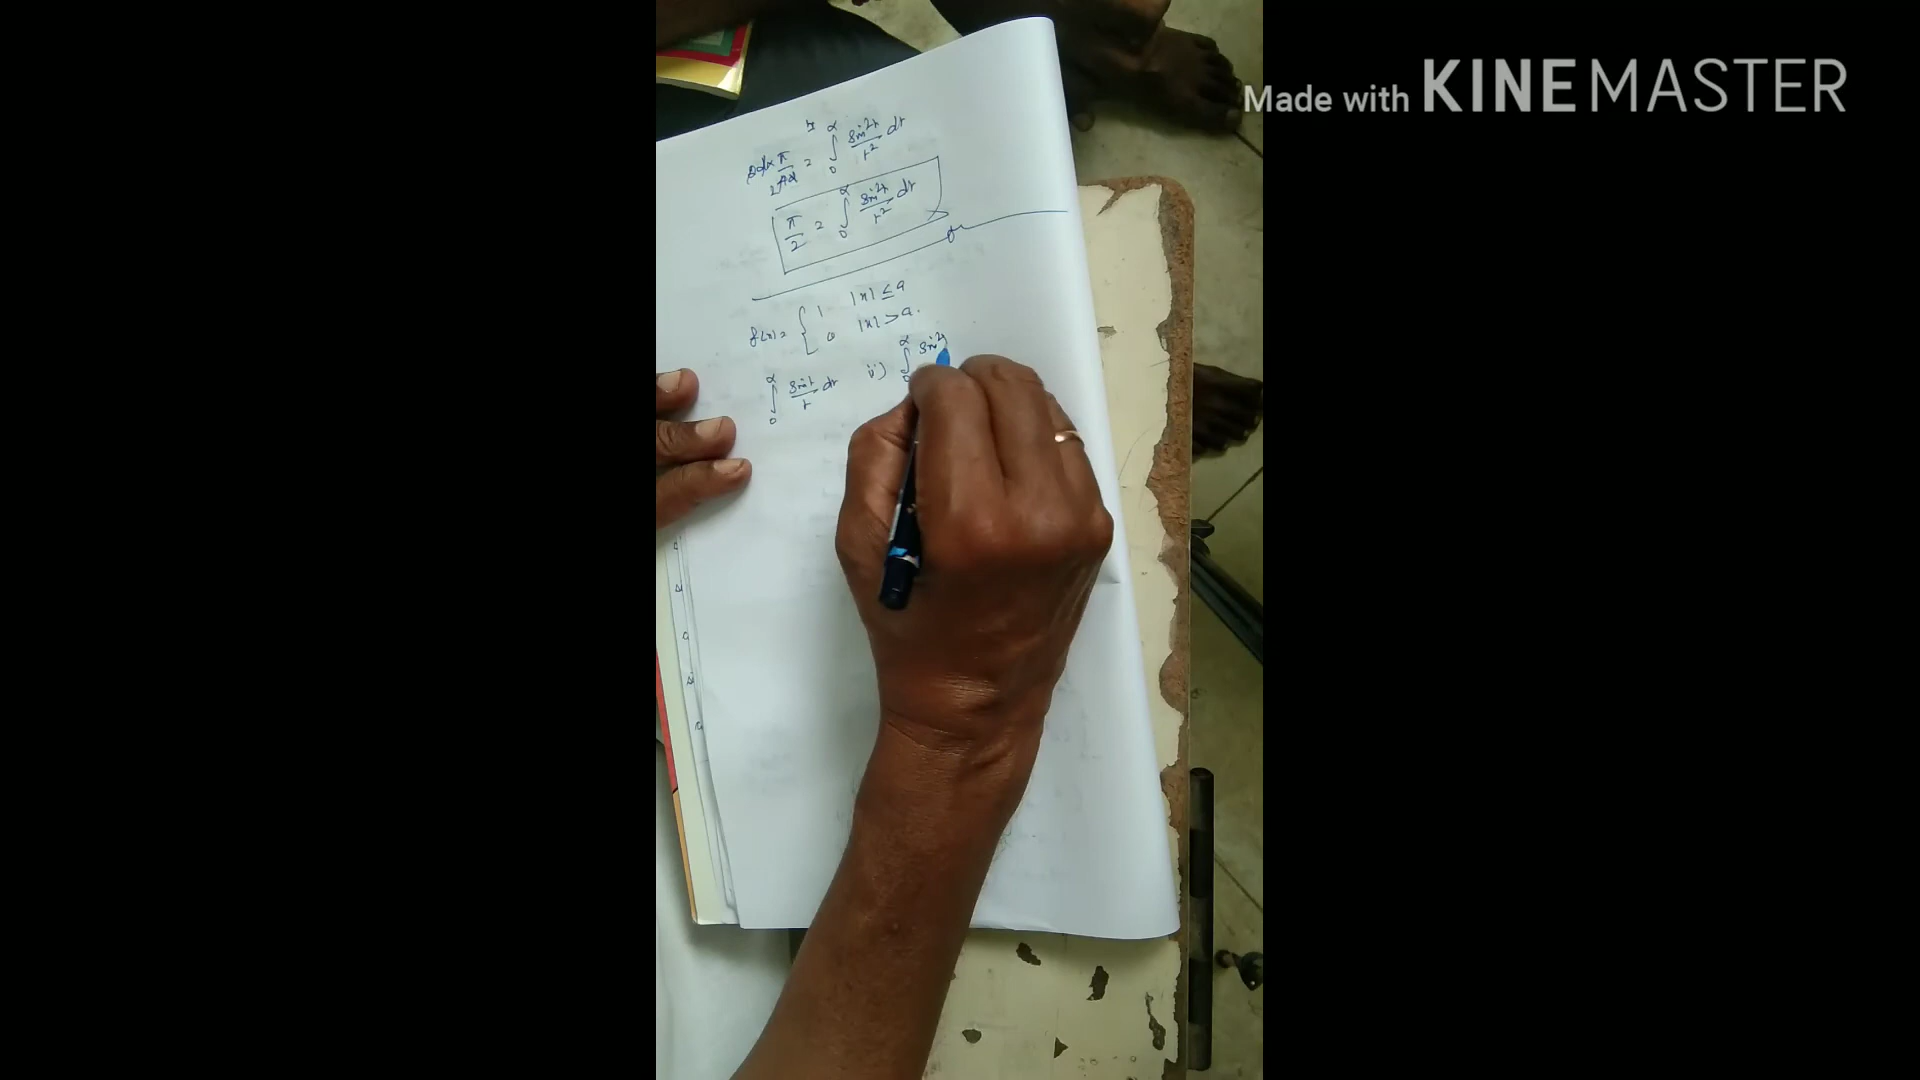 Made with KINEMASTER
π/2 = ∫₀^∝ sin²t/t² dt
f(x) = { 1 |x| ≤ a
0 |x| > a.
∫₀^∝ sin t/t dt ii) ∫₀^∝ sin²t